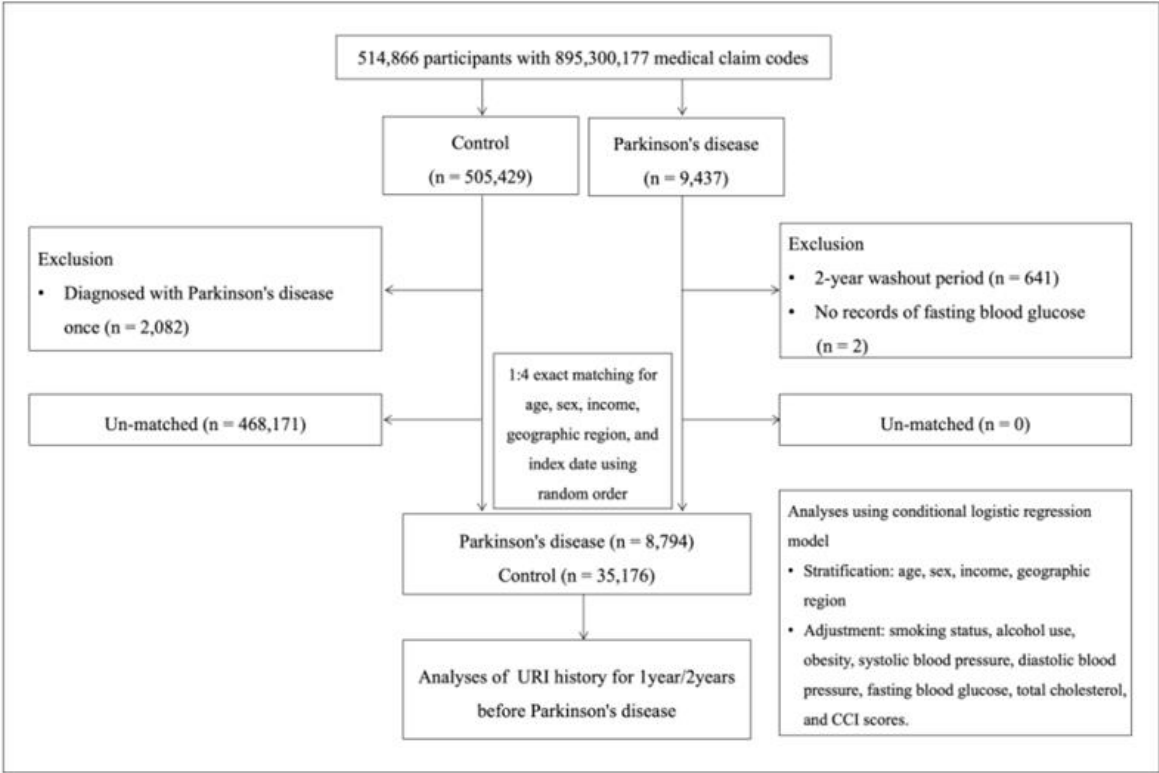 514,866 participants with 895,300,177 medical claim codes
Control
(n = 505,429)
Parkinson's disease
(n = 9,437)
Exclusion
• Diagnosed with Parkinson's disease
once (n = 2,082)
Exclusion
• 2-year washout period (n = 641)
• No records of fasting blood glucose
(n = 2)
1:4 exact matching for
age, sex, income,
geographic region, and
index date using
random order
Un-matched (n = 468,171)
Un-matched (n = 0)
Parkinson's disease (n = 8,794)
Control (n = 35,176)
Analyses using conditional logistic regression
model
• Stratification: age, sex, income, geographic
region
• Adjustment: smoking status, alcohol use,
obesity, systolic blood pressure, diastolic blood
pressure, fasting blood glucose, total cholesterol,
and CCI scores.
Analyses of URI history for 1year/2years
before Parkinson's disease